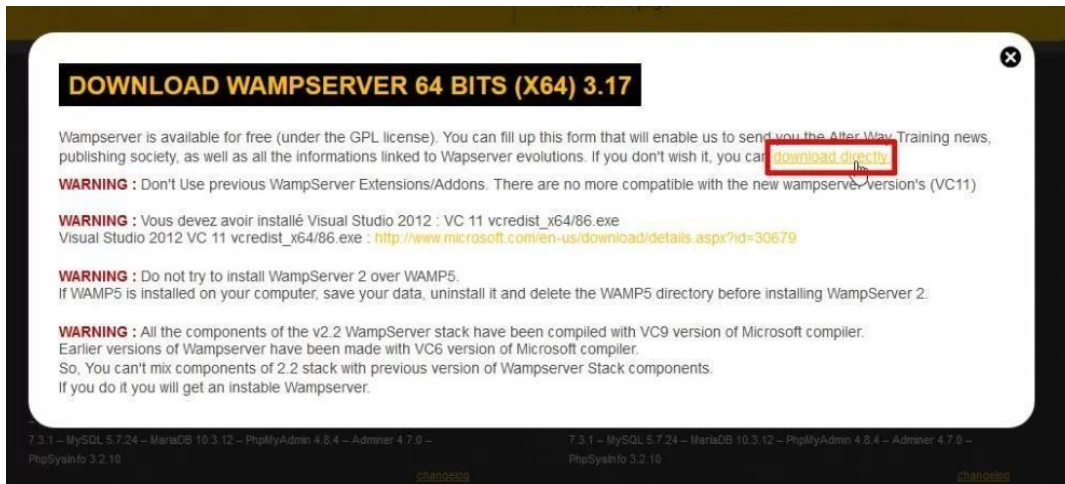 DOWNLOAD WAMPSERVER 64 BITS (X64) 3.17
Wampserver is available for free (under the GPL license). You can fill up this form that will enable us to send you the Alter Way Training news,
publishing society, as well as all the informations linked to Wapserver evolutions. If you don't wish it, you can download directly.
WARNING : Don't Use previous WampServer Extensions/Addons. There are no more compatible with the new wampserver version's (VC11)
WARNING : Vous devez avoir installé Visual Studio 2012 : VC 11 vcredist_x64/86.exe
Visual Studio 2012 VC 11 vcredist_x64/86.exe : http://www.microsoft.com/en-us/download/details.aspx?id=30679
WARNING : Do not try to install WampServer 2 over WAMP5.
If WAMP5 is installed on your computer, save your data, uninstall it and delete the WAMP5 directory before installing WampServer 2.
WARNING : All the components of the v2.2 WampServer stack have been compiled with VC9 version of Microsoft compiler.
Earlier versions of Wampserver have been made with VC6 version of Microsoft compiler.
So, You can't mix components of 2.2 stack with previous version of Wampserver Stack components.
If you do it you will get an instable Wampserver.
7.3.1 – MySQL 5.7.24 – MariaDB 10.3.12 – PhpMyAdmin 4.8.4 – Adminer 4.7.0 –
PhpSysInfo 3.2.10
changelog
7.3.1 – MySQL 5.7.24 – MariaDB 10.3.12 – PhpMyAdmin 4.8.4 – Adminer 4.7.0 –
PhpSysInfo 3.2.10
changelog